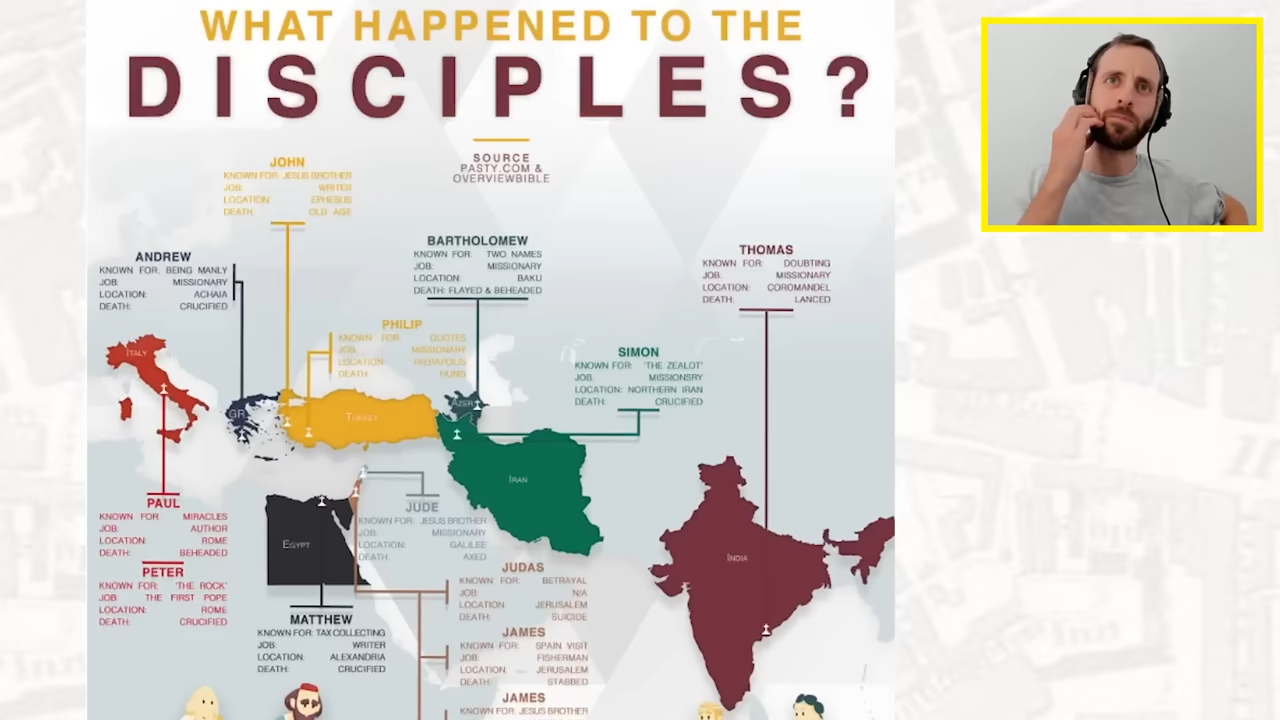 WHAT HAPPENED TO THE
DISCIPLES?
SOURCE
PASTY.COM &
OVERVIEWBIBLE
JOHN
KNOWN FOR: JESUS BROTHER
JOB: WRITER
LOCATION: EPHESUS
DEATH: OLD AGE
ANDREW
KNOWN FOR: BEING MANLY
JOB: MISSIONARY
LOCATION: ACHAIA
DEATH: CRUCIFIED
BARTHOLOMEW
KNOWN FOR: TWO NAMES
JOB: MISSIONARY
LOCATION: BAKU
DEATH: FLAYED & BEHEADED
THOMAS
KNOWN FOR: DOUBTING
JOB: MISSIONARY
LOCATION: COROMANDEL
DEATH: LANCED
PHILIP
KNOWN FOR: QUOTES
JOB: MISSIONARY
LOCATION: HIERAPOLIS
DEATH: HUNG
SIMON
KNOWN FOR: 'THE ZEALOT'
JOB: MISSIONSRY
LOCATION: NORTHERN IRAN
DEATH: CRUCIFIED
ITALY
GR
TURKEY
AZER
IRAN
EGYPT
INDIA
PAUL
KNOWN FOR: MIRACLES
JOB: AUTHOR
LOCATION: ROME
DEATH: BEHEADED
PETER
KNOWN FOR: 'THE ROCK'
JOB: THE FIRST POPE
LOCATION: ROME
DEATH: CRUCIFIED
JUDE
KNOWN FOR: JESUS BROTHER
JOB: MISSIONARY
LOCATION: GALILEE
DEATH: AXED
MATTHEW
KNOWN FOR: TAX COLLECTING
JOB: WRITER
LOCATION: ALEXANDRIA
DEATH: CRUCIFIED
JUDAS
KNOWN FOR: BETRAYAL
JOB: N/A
LOCATION: JERUSALEM
DEATH: SUICIDE
JAMES
KNOWN FOR: SPAIN VISIT
JOB: FISHERMAN
LOCATION: JERUSALEM
DEATH: STABBED
JAMES
KNOWN FOR: JESUS BROTHER